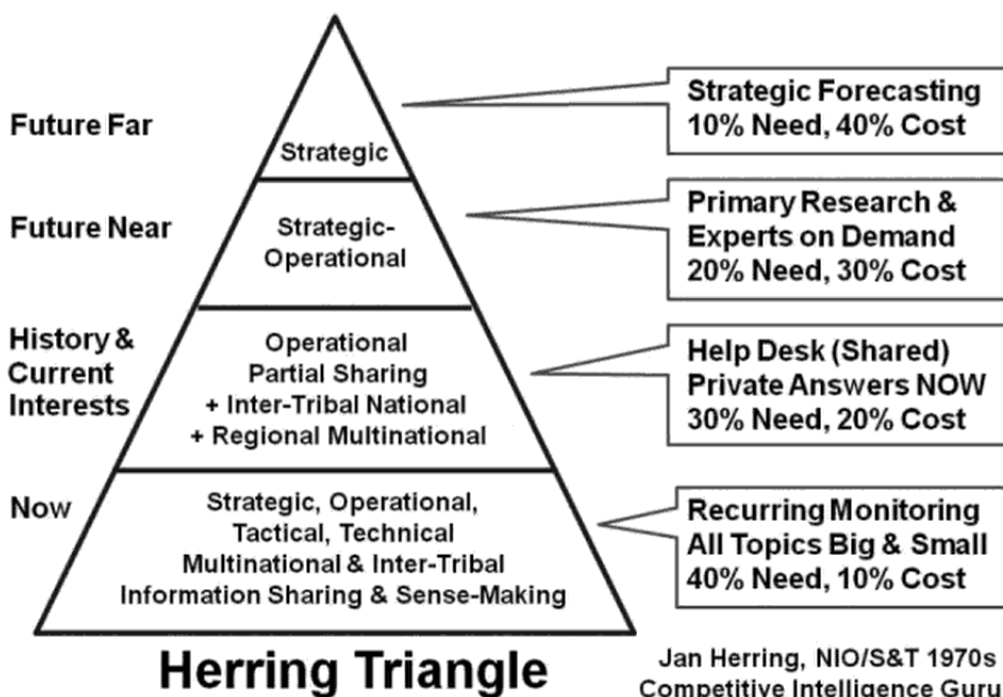 Future Far
Strategic
Strategic Forecasting
10% Need, 40% Cost
Future Near
Strategic-
Operational
Primary Research &
Experts on Demand
20% Need, 30% Cost
History &
Current
Interests
Operational
Partial Sharing
+ Inter-Tribal National
+ Regional Multinational
Help Desk (Shared)
Private Answers NOW
30% Need, 20% Cost
Now
Strategic, Operational,
Tactical, Technical
Multinational & Inter-Tribal
Information Sharing & Sense-Making
Recurring Monitoring
All Topics Big & Small
40% Need, 10% Cost
Herring Triangle
Jan Herring, NIO/S&T 1970s
Competitive Intelligence Guru